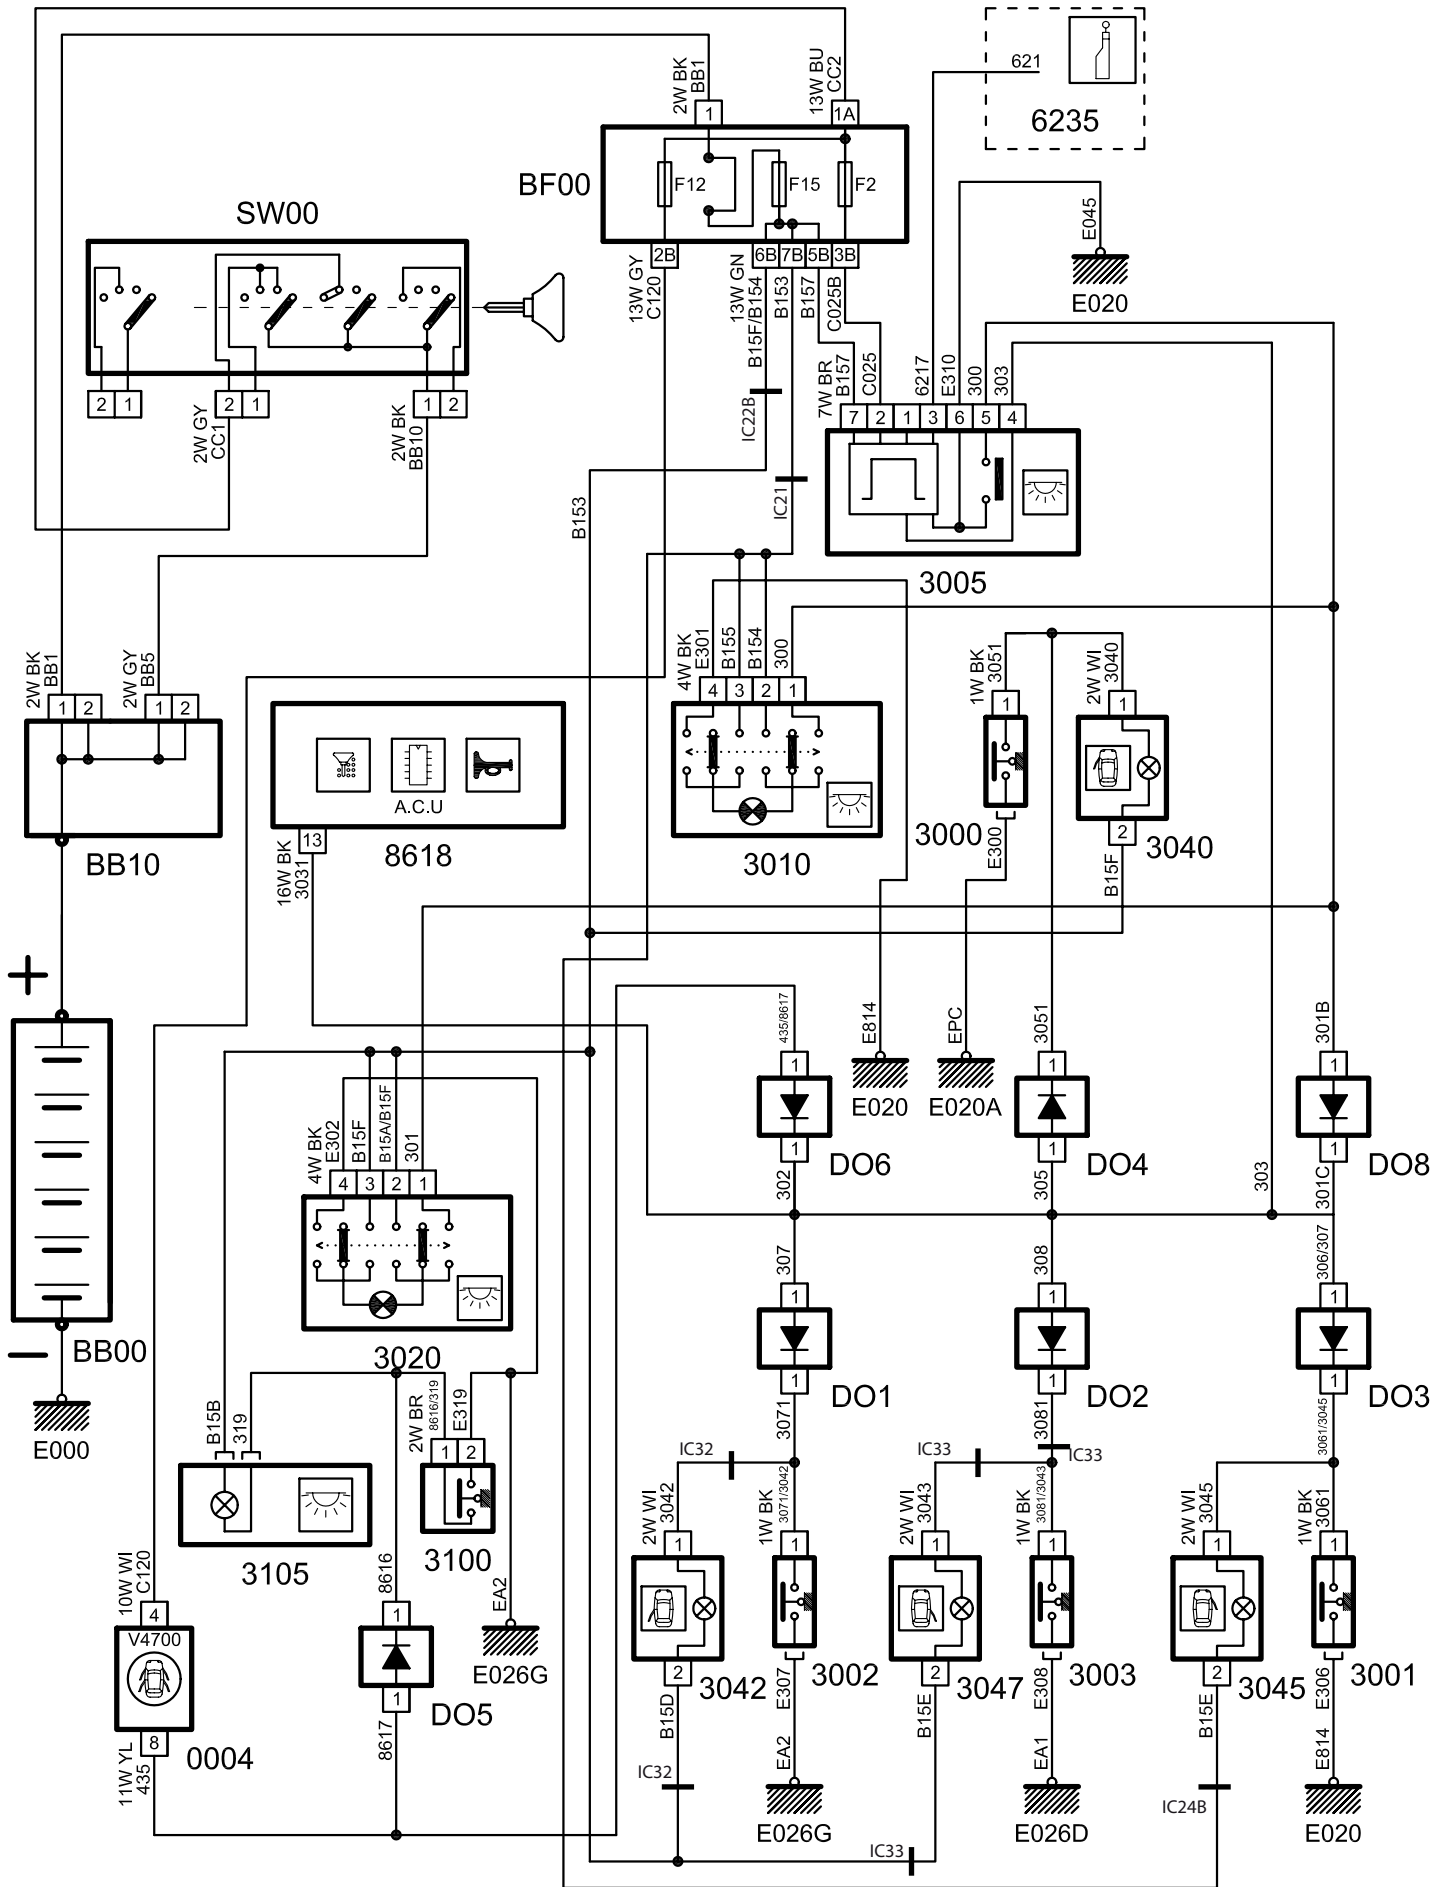 2W BK
BB1
13W BU
CC2
621
6235
1
1A
BF00
F12
F15
F2
E045
E020
SW00
2B
6B
7B
5B
3B
13W GY
C120
13W GN
B15F/B154
B153
B157
C025B
2
1
2
1
1
2
2W GY
CC1
2W BK
BB10
IC22B
IC21
B153
7W BR
B157
C025
6217
E310
300
303
7
2
1
3
6
5
4
3005
2W BK
BB1
2W GY
BB5
1
2
1
2
BB10
4W BK
E301
B155
B154
300
4
3
2
1
3010
1W BK
3051
1
3000
E300
2W WI
3040
1
2
3040
B15F
A.C.U
13
8618
16W BK
3031
+
−
BB00
E000
435/8617
1
1
DO6
302
E814
E020
EPC
E020A
3051
1
1
DO4
305
301B
1
1
DO8
301C
303
4W BK
E302
B15F
B15A/B15F
301
4
3
2
1
3020
307
1
1
DO1
3071
308
1
1
DO2
3081
306/307
1
1
DO3
3061/3045
B15B
319
3105
2W BR
8616/319
E319
1
2
3100
EA2
E026G
10W WI
C120
4
V4700
8
0004
11W YL
435
8616
1
1
DO5
8617
IC32
IC33
IC33
2W WI
3042
1
2
3042
B15D
IC32
1W BK
3071/3042
1
3002
E307
EA2
E026G
2W WI
3043
1
2
3047
B15E
IC33
1W BK
3081/3043
1
3003
E308
EA1
E026D
2W WI
3045
1
2
3045
B15E
IC24B
1W BK
3061
1
3001
E306
E814
E020